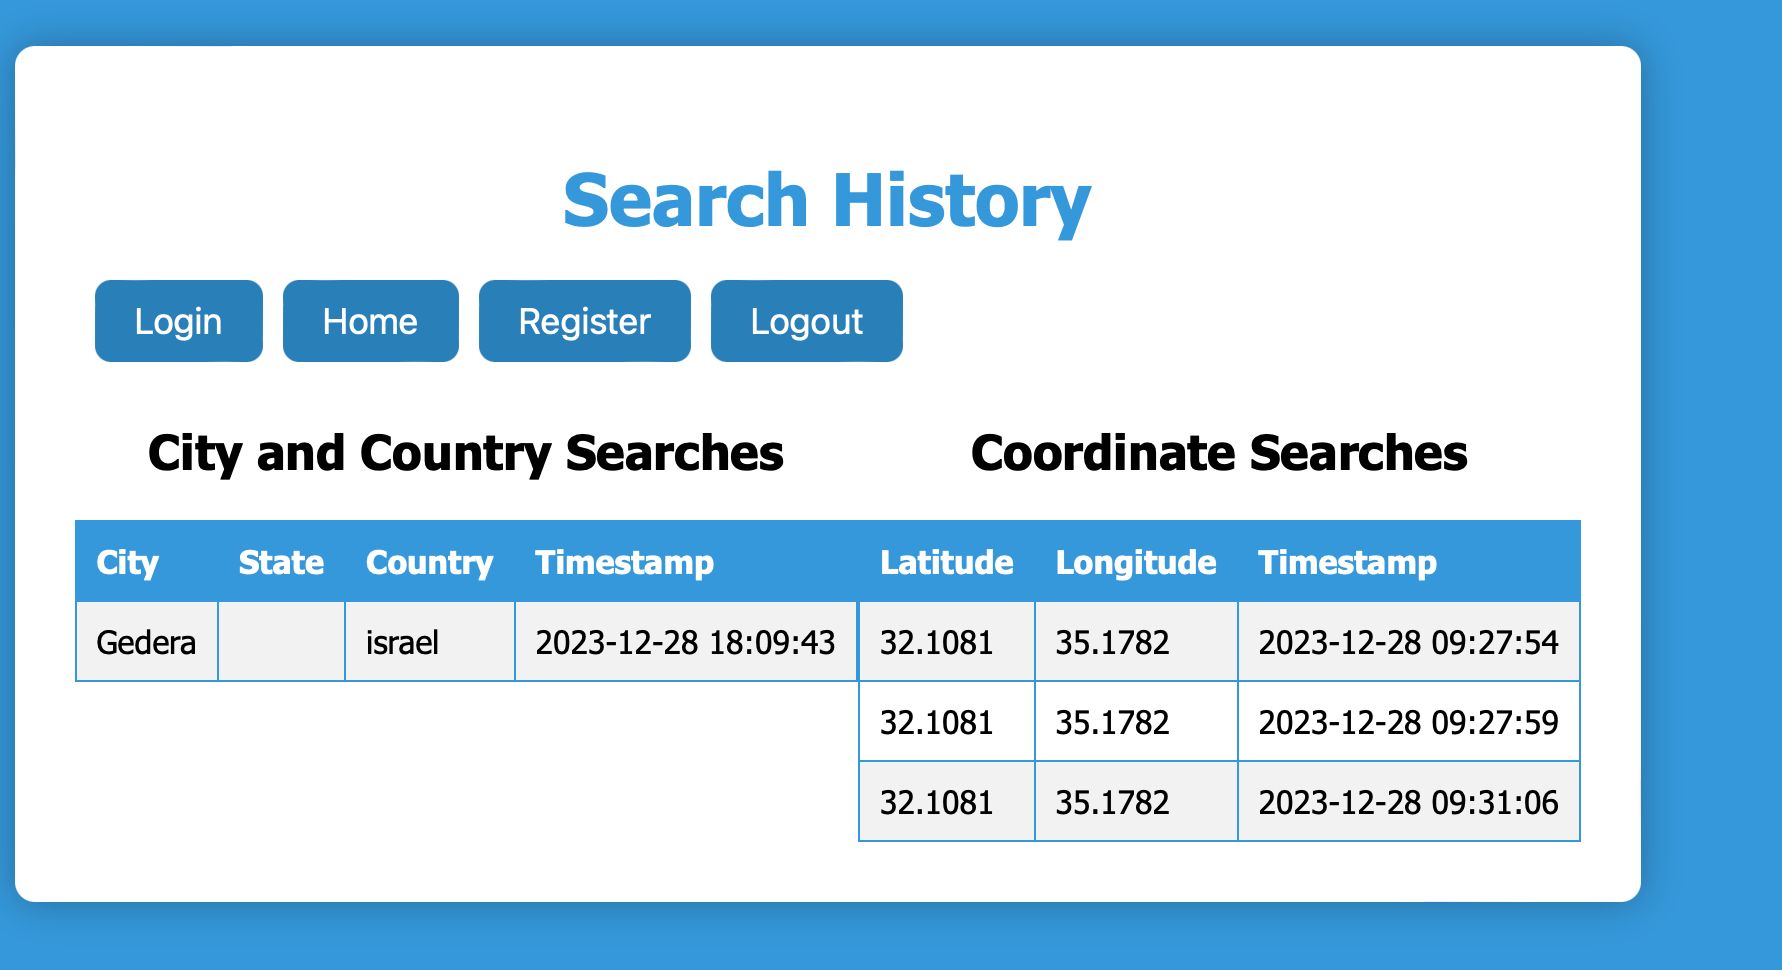 Search History
Login Home Register Logout
City and Country Searches
City State Country Timestamp
Gedera israel 2023-12-28 18:09:43
Coordinate Searches
Latitude Longitude Timestamp
32.1081 35.1782 2023-12-28 09:27:54
32.1081 35.1782 2023-12-28 09:27:59
32.1081 35.1782 2023-12-28 09:31:06